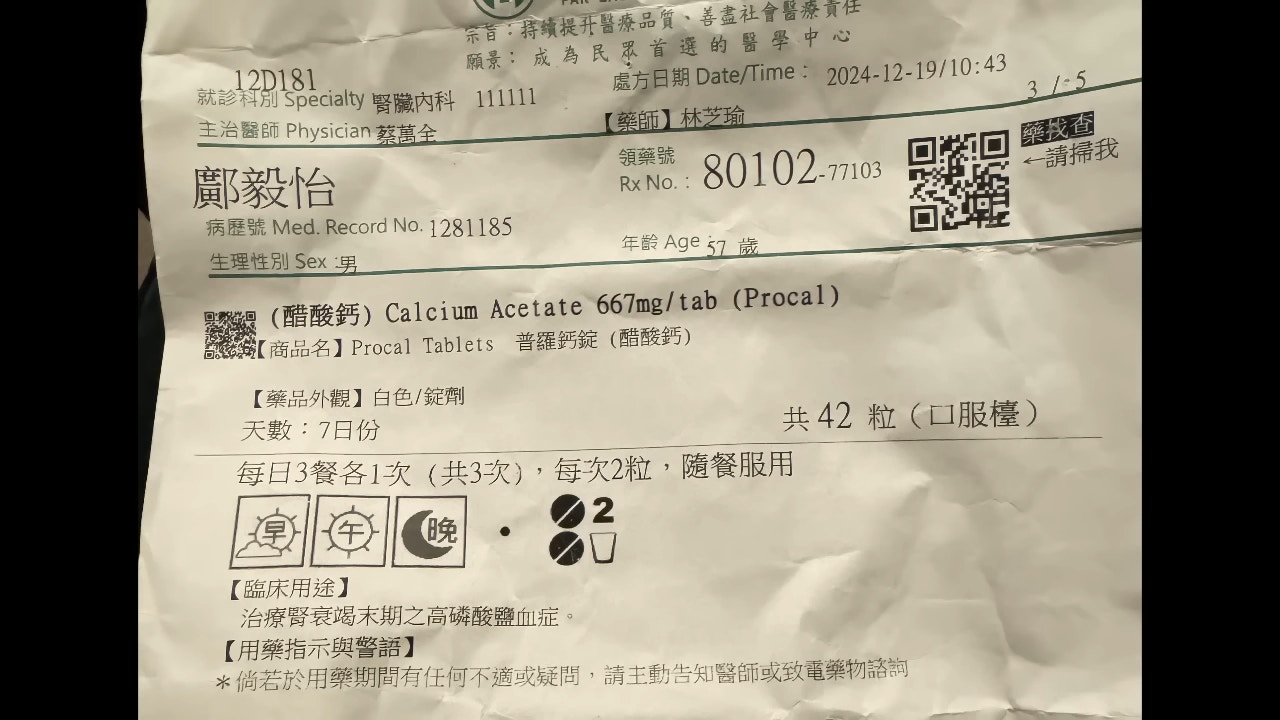 宗旨：持續提升醫療品質、善盡社會醫療責任
願景：成為民眾首選的醫學中心
12D181
處方日期 Date/Time： 2024-12-19/10:43
3 / 5
就診科別 Specialty 腎臟內科 111111
【藥師】林芝瑜
主治醫師 Physician 蔡萬全
鄺毅怡
領藥號
Rx No.： 80102-77103
藥找查
←請掃我
病歷號 Med. Record No. 1281185
年齡 Age：57 歲
生理性別 Sex：男
(醋酸鈣) Calcium Acetate 667mg/tab (Procal)
【商品名】Procal Tablets 普羅鈣錠 (醋酸鈣)
【藥品外觀】白色/錠劑
天數：7日份
共 42 粒（口服檯）
每日3餐各1次 (共3次)，每次2粒，隨餐服用
早 午 晚 2
【臨床用途】
治療腎衰竭末期之高磷酸鹽血症。
【用藥指示與警語】
＊倘若於用藥期間有任何不適或疑問，請主動告知醫師或致電藥物諮詢